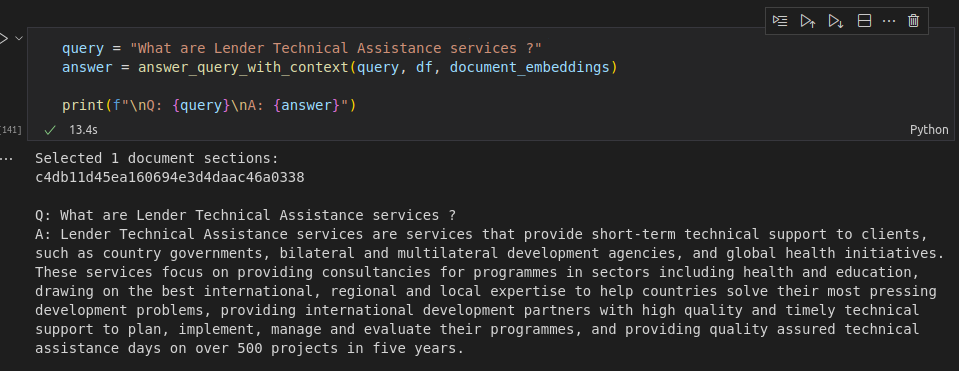 query = "What are Lender Technical Assistance services ?"
answer = answer_query_with_context(query, df, document_embeddings)
print(f"\nQ: {query}\nA: {answer}")
[141]
13.4s
Python
...
Selected 1 document sections:
c4db11d45ea160694e3d4daac46a0338
Q: What are Lender Technical Assistance services ?
A: Lender Technical Assistance services are services that provide short-term technical support to clients,
such as country governments, bilateral and multilateral development agencies, and global health initiatives.
These services focus on providing consultancies for programmes in sectors including health and education,
drawing on the best international, regional and local expertise to help countries solve their most pressing
development problems, providing international development partners with high quality and timely technical
support to plan, implement, manage and evaluate their programmes, and providing quality assured technical
assistance days on over 500 projects in five years.